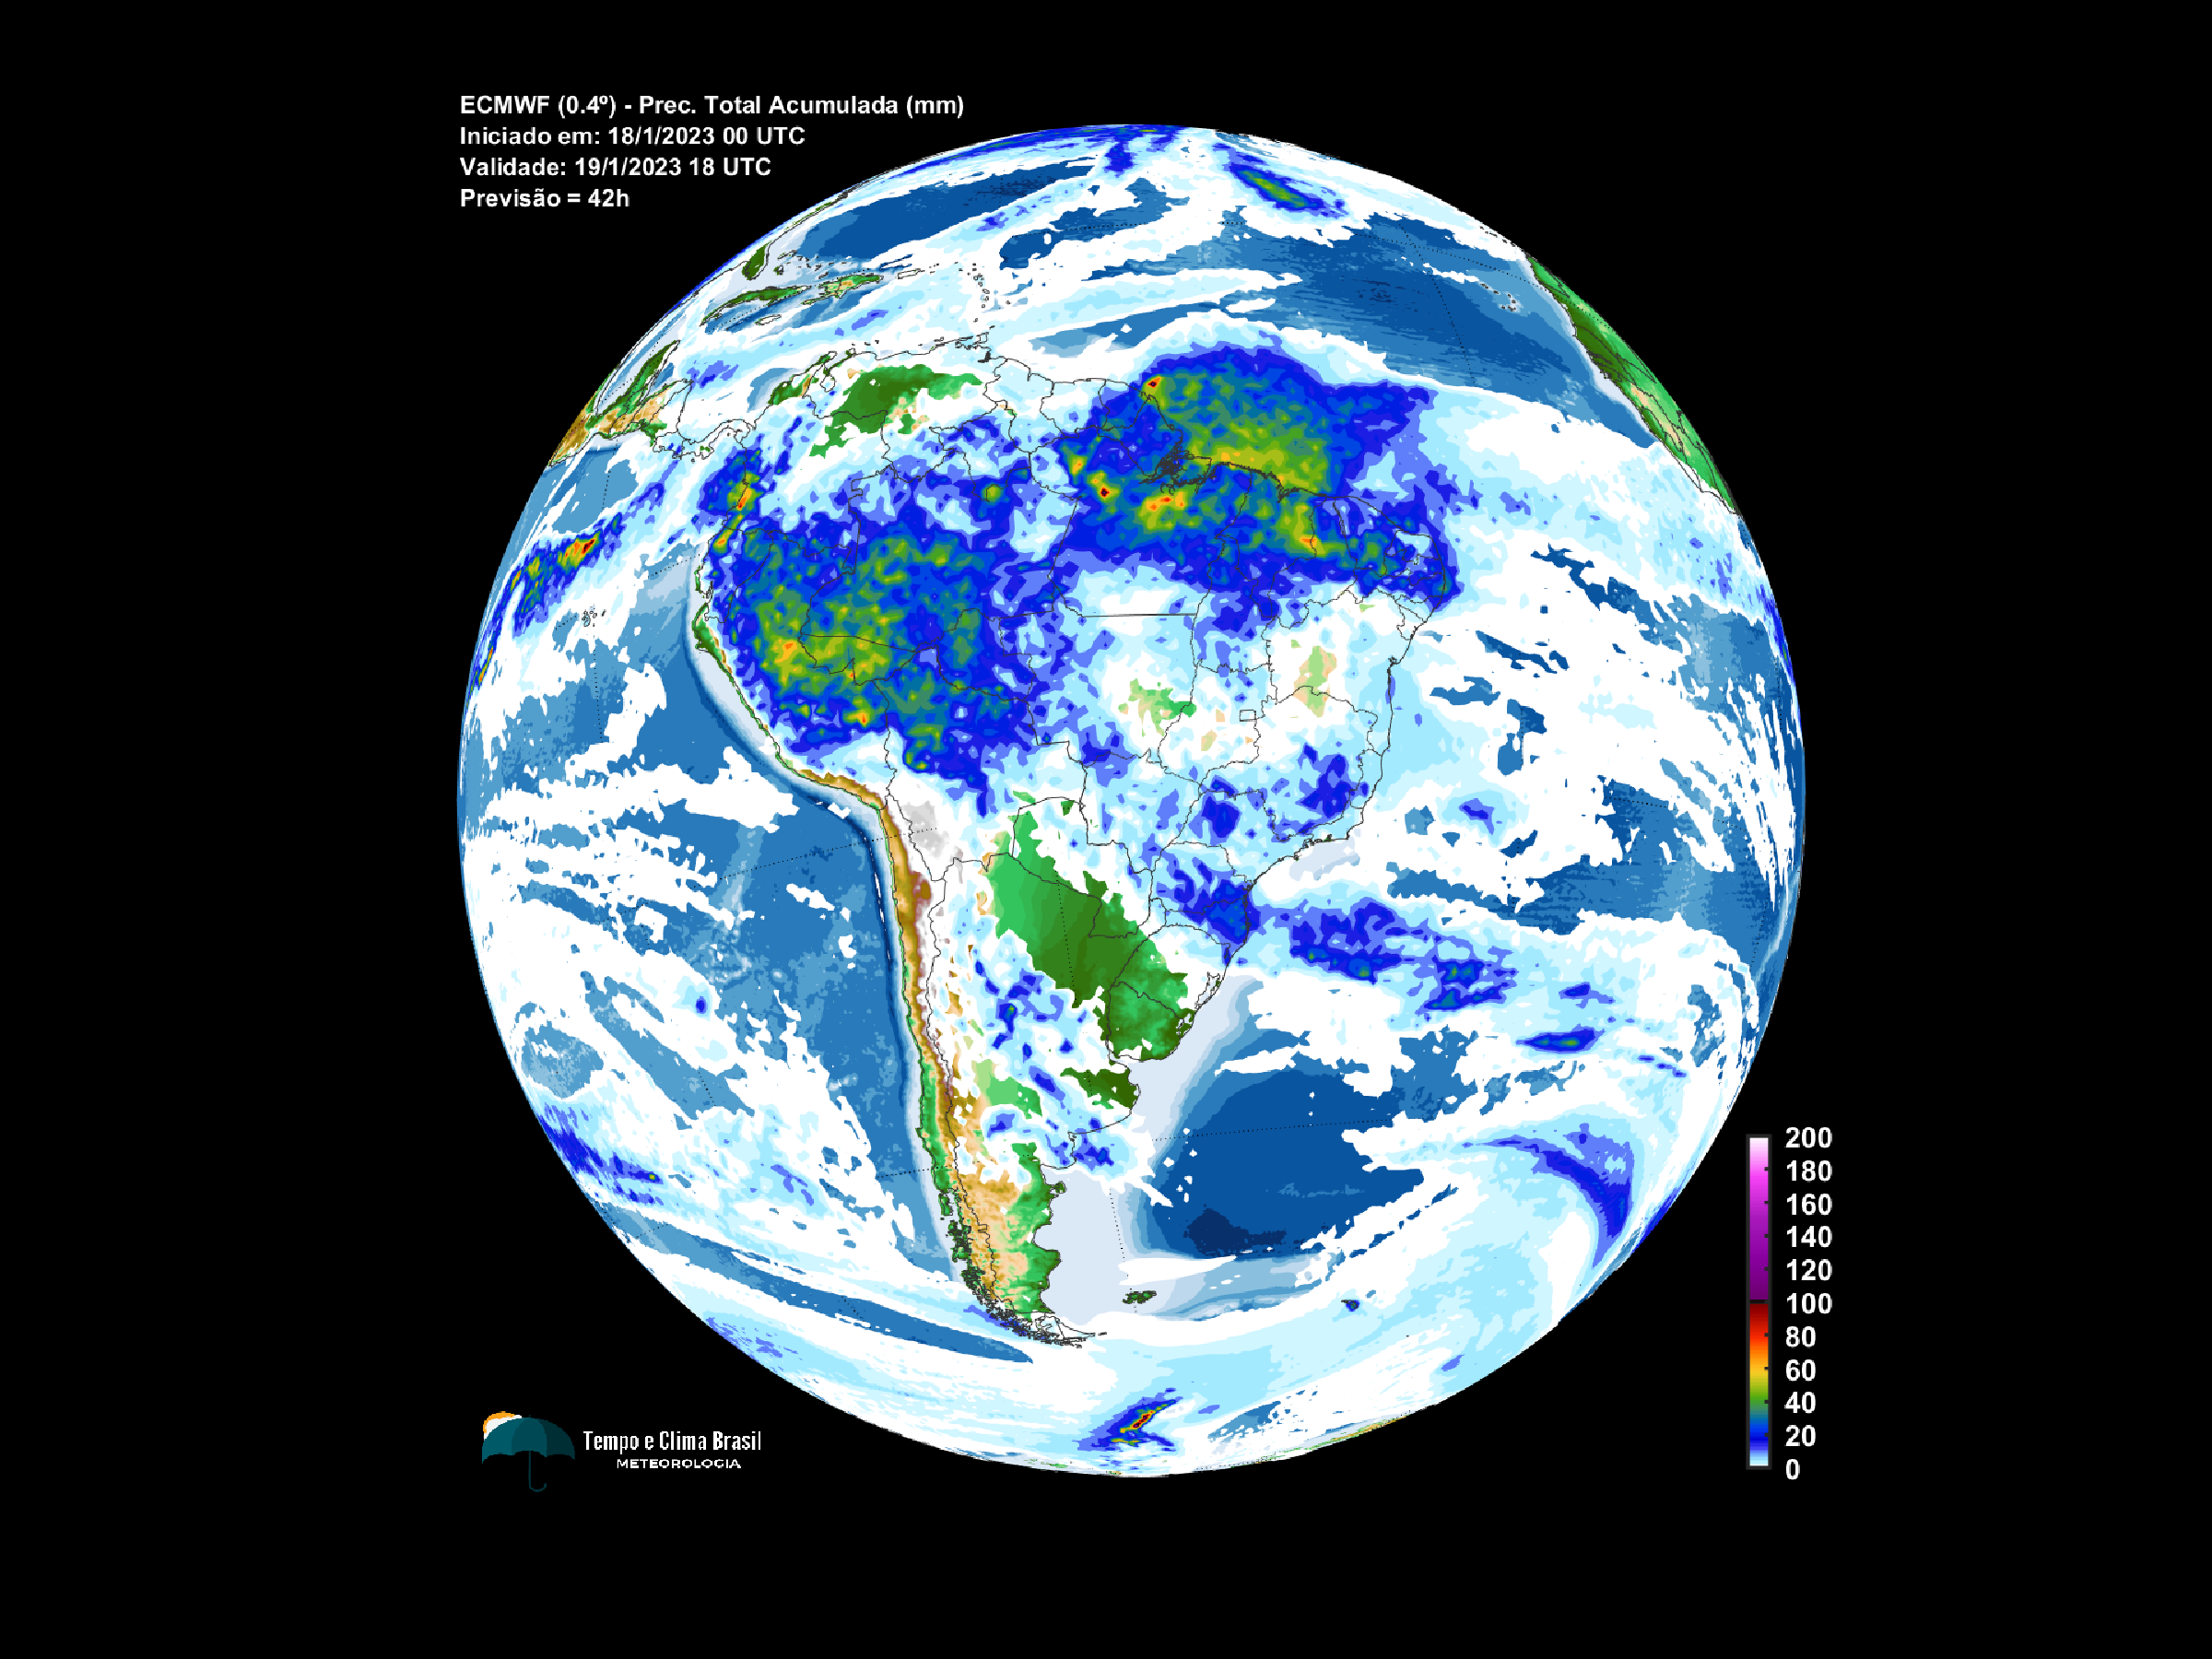 ECMWF (0.4º) - Prec. Total Acumulada (mm)
Iniciado em: 18/1/2023 00 UTC
Validade: 19/1/2023 18 UTC
Previsão = 42h
200
180
160
140
120
100
80
60
40
20
0
Tempo e Clima Brasil
METEOROLOGIA